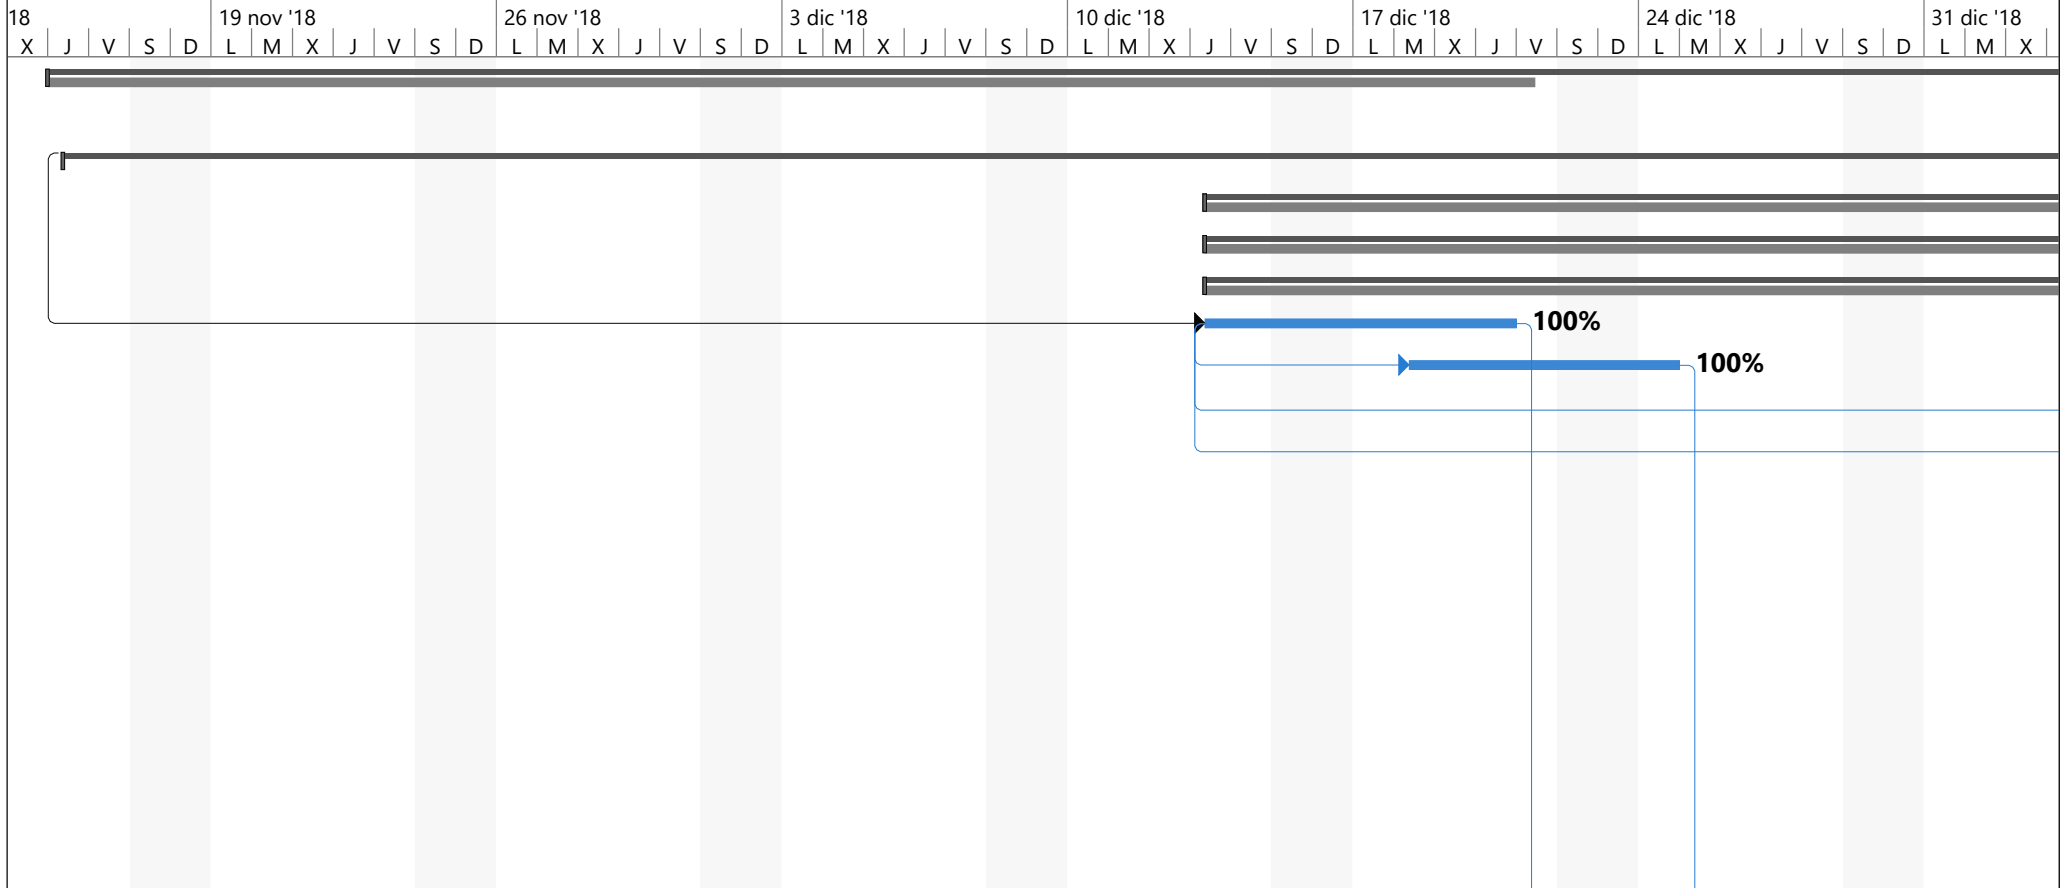 18 19 nov '18 26 nov '18 3 dic '18 10 dic '18 17 dic '18 24 dic '18 31 dic '18
X J V S D L M X J V S D L M X J V S D L M X J V S D L M X J V S D L M X J V S D L M X J V S D L M X
100%
100%